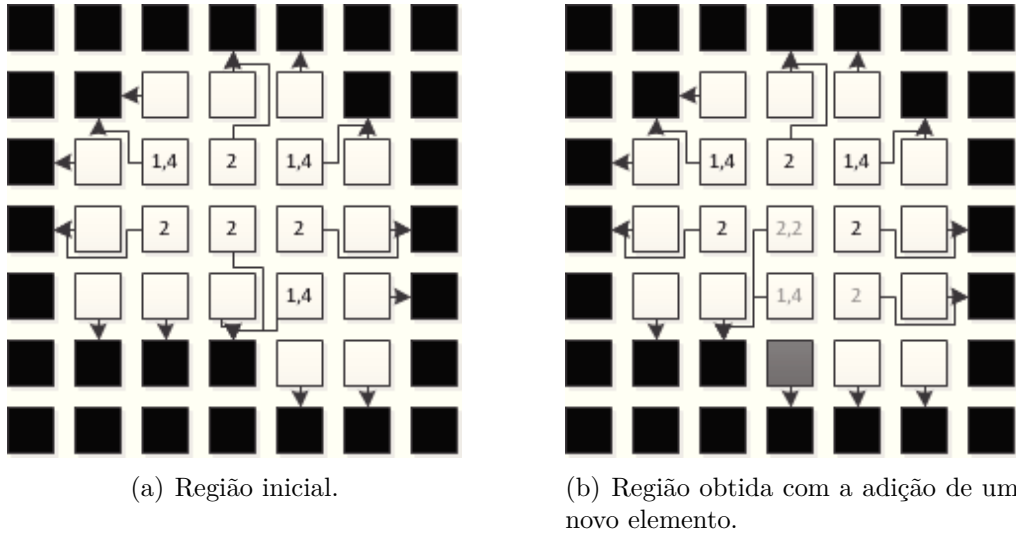 1,4 2 1,4 1,4 2 1,4
2 2 2 2 2,2 2
1,4 1,4 2
(a) Região inicial.
(b) Região obtida com a adição de um
novo elemento.